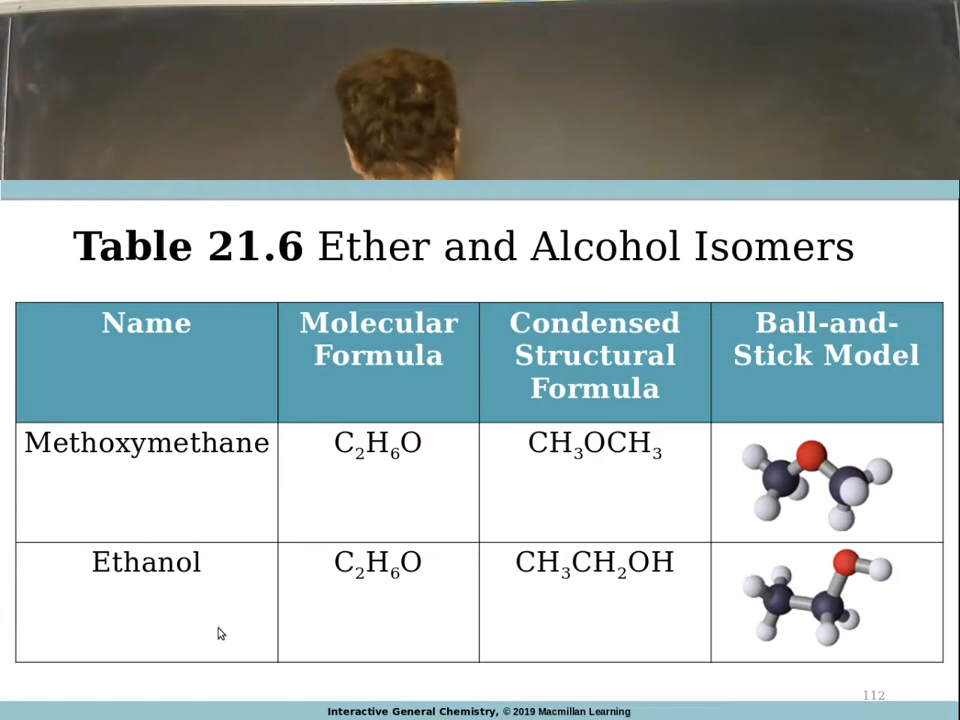 Table 21.6 Ether and Alcohol Isomers
Name
Molecular
Formula
Condensed
Structural
Formula
Ball-and-
Stick Model
Methoxymethane
C₂H₆O
CH₃OCH₃
Ethanol
C₂H₆O
CH₃CH₂OH
112
Interactive General Chemistry, © 2019 Macmillan Learning